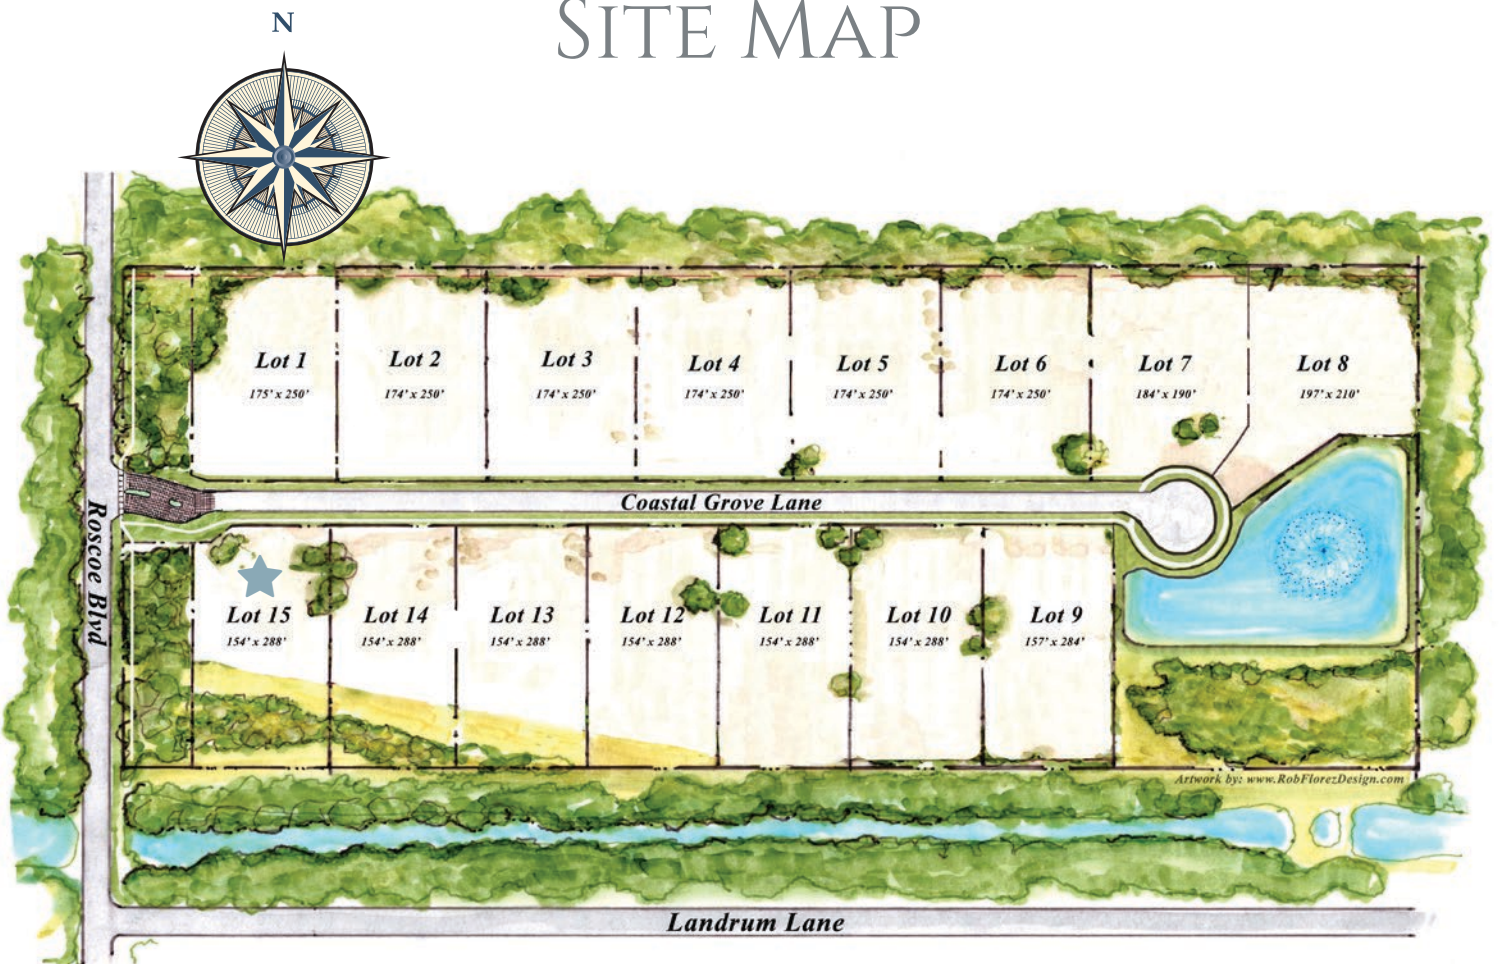 SITE MAP
N
Lot 1
175' x 250'
Lot 2
174' x 250'
Lot 3
174' x 250'
Lot 4
174' x 250'
Lot 5
174' x 250'
Lot 6
174' x 250'
Lot 7
184' x 190'
Lot 8
197' x 210'
Coastal Grove Lane
Roscoe Blvd
Lot 15
154' x 288'
Lot 14
154' x 288'
Lot 13
154' x 288'
Lot 12
154' x 288'
Lot 11
154' x 288'
Lot 10
154' x 288'
Lot 9
157' x 284'
Artwork by: www.RobFlorezDesign.com
Landrum Lane